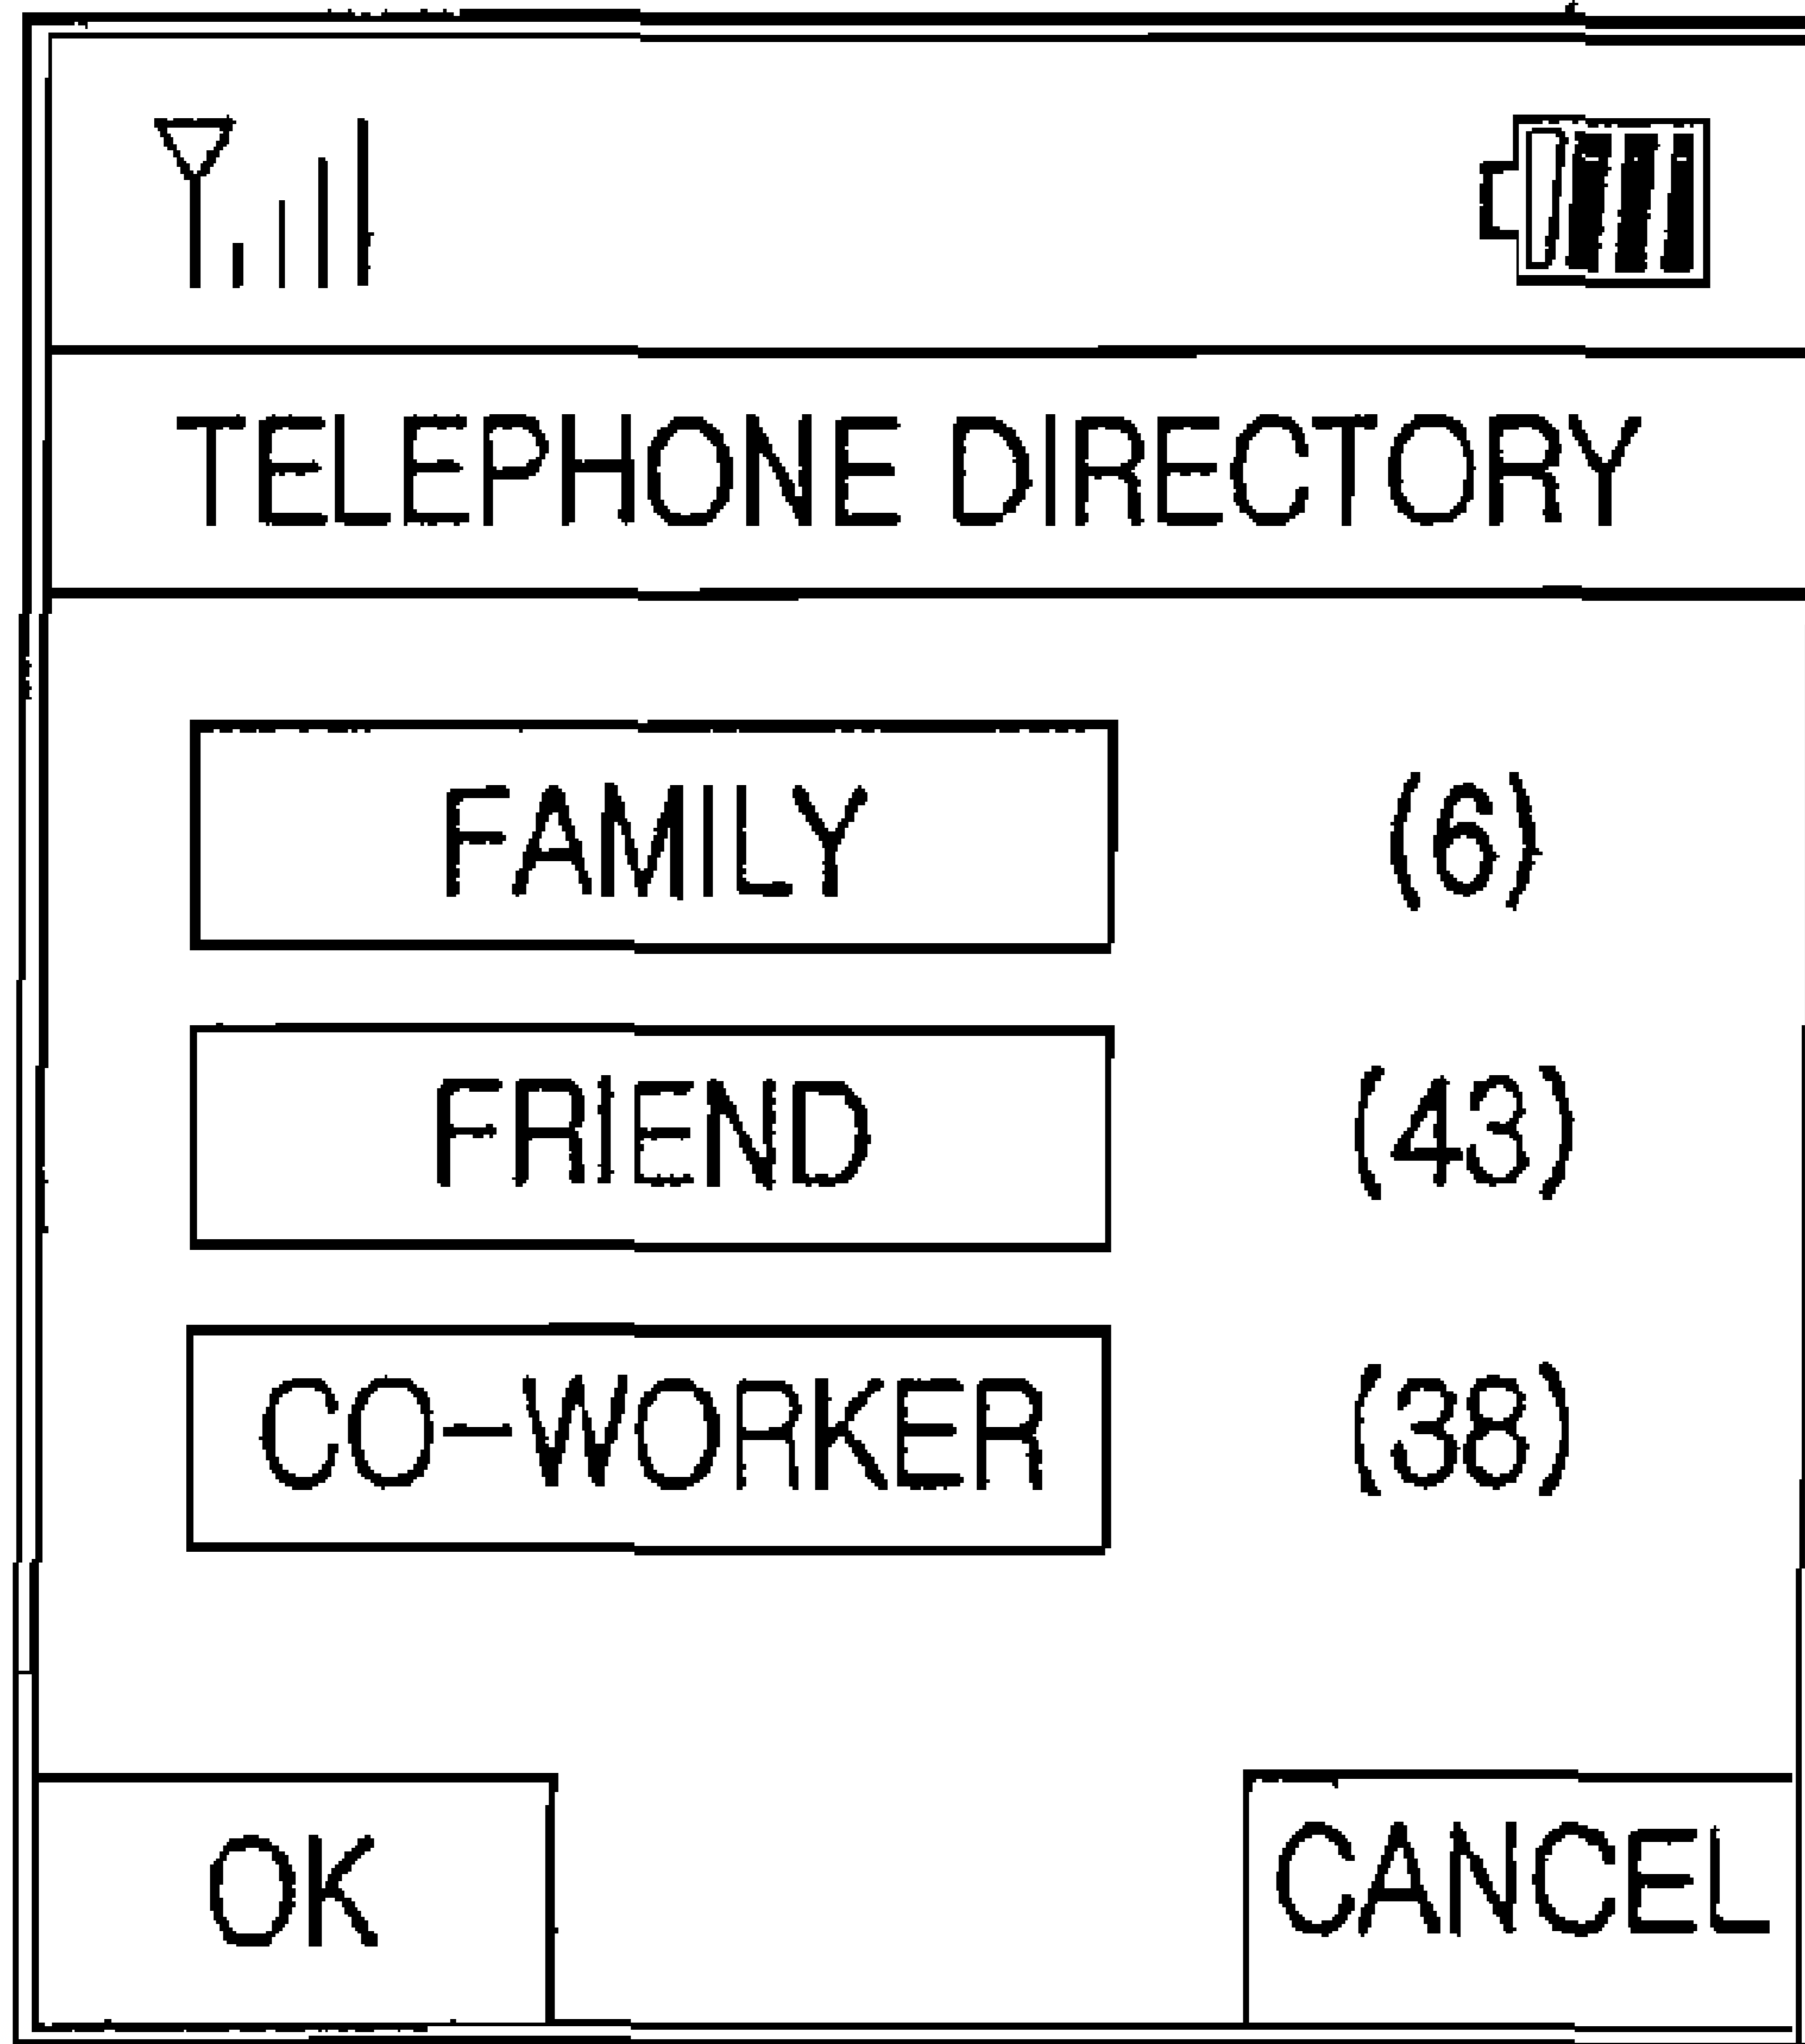 TELEPHONE DIRECTORY
FAMILY (6)
FRIEND (43)
CO-WORKER (38)
OK CANCEL